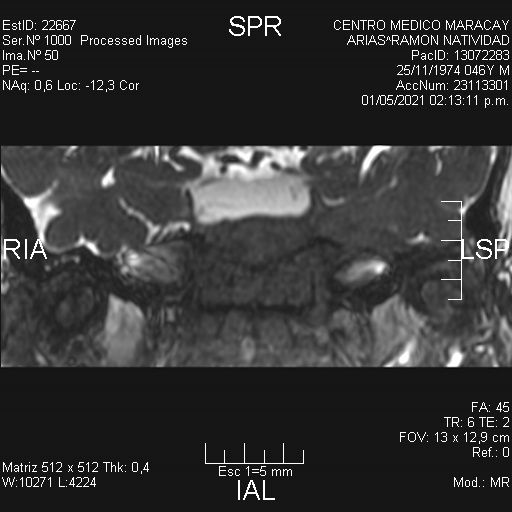 EstID: 22667
Ser.Nº 1000 Processed Images
Ima.Nº 50
PE= --
NAq: 0,6 Loc: -12,3 Cor
SPR
CENTRO MEDICO MARACAY
ARIAS^RAMON NATIVIDAD
PacID: 13072283
25/11/1974 046Y M
AccNum: 23113301
01/05/2021 02:13:11 p.m.
RIA
LSP
FA: 45
TR: 6 TE: 2
FOV: 13 x 12,9 cm
Ref.: 0
Matriz 512 x 512 Thk: 0,4
W:10271 L:4224
Esc 1=5 mm
IAL
Mod.: MR